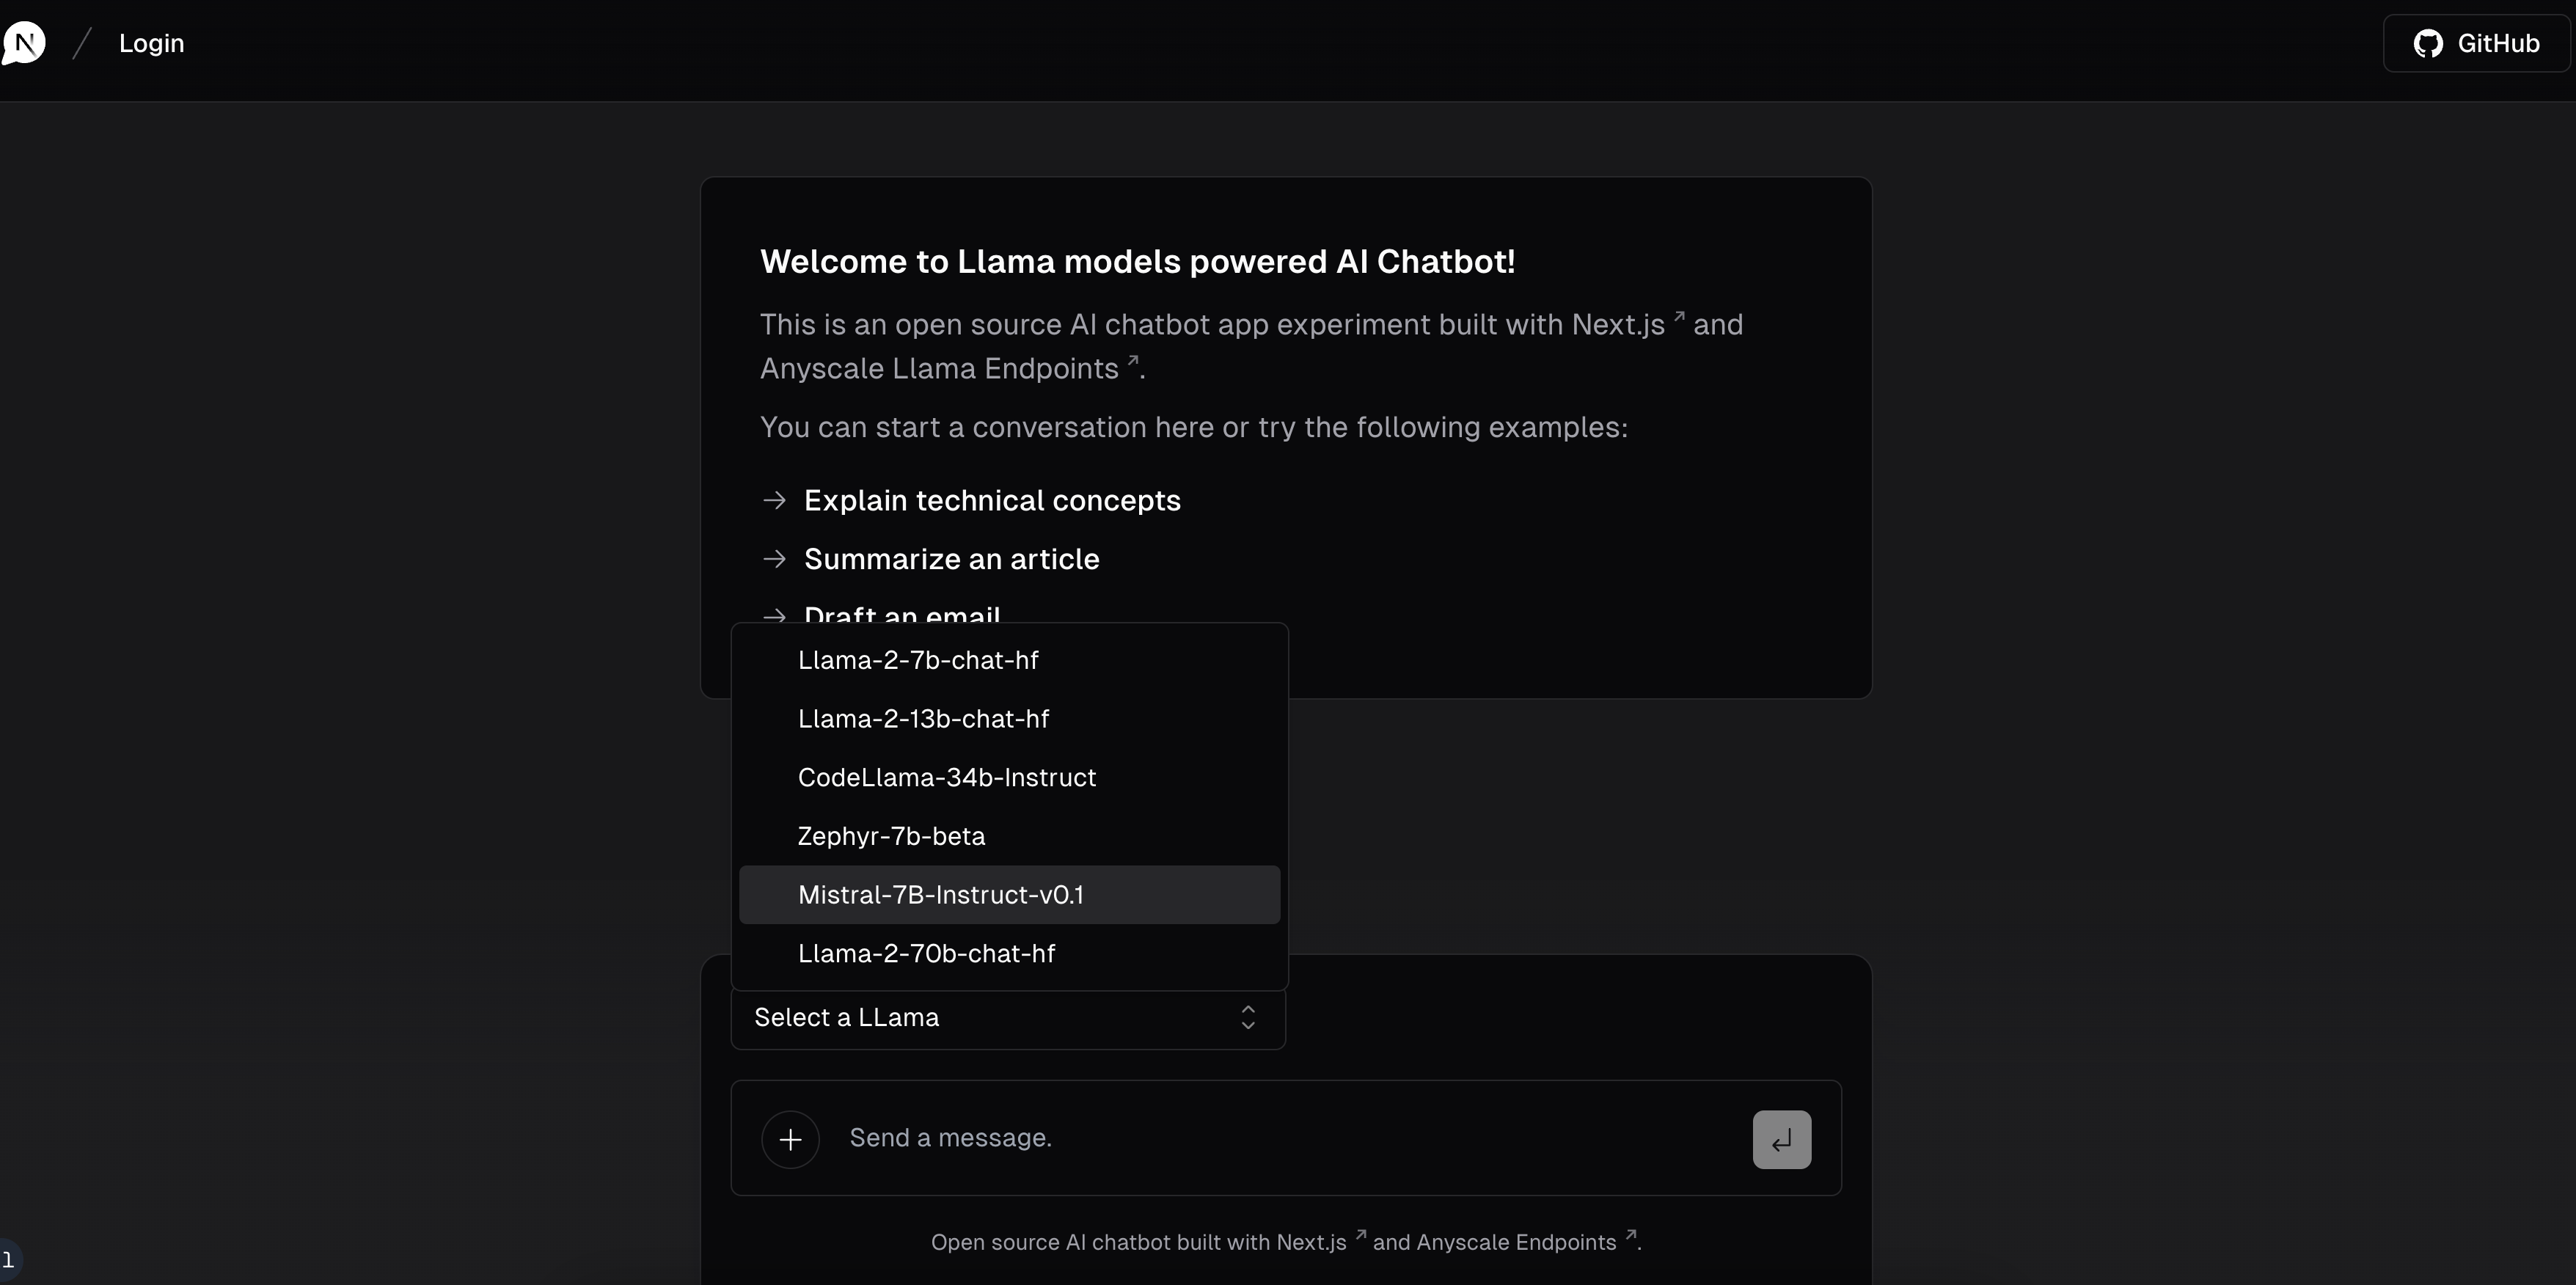 N
Login
GitHub
Welcome to Llama models powered AI Chatbot!
This is an open source AI chatbot app experiment built with Next.js and
Anyscale Llama Endpoints.
You can start a conversation here or try the following examples:
Explain technical concepts
Summarize an article
Draft an email
Llama-2-7b-chat-hf
Llama-2-13b-chat-hf
CodeLlama-34b-Instruct
Zephyr-7b-beta
Mistral-7B-Instruct-v0.1
Llama-2-70b-chat-hf
Select a LLama
Send a message.
Open source AI chatbot built with Next.js and Anyscale Endpoints.